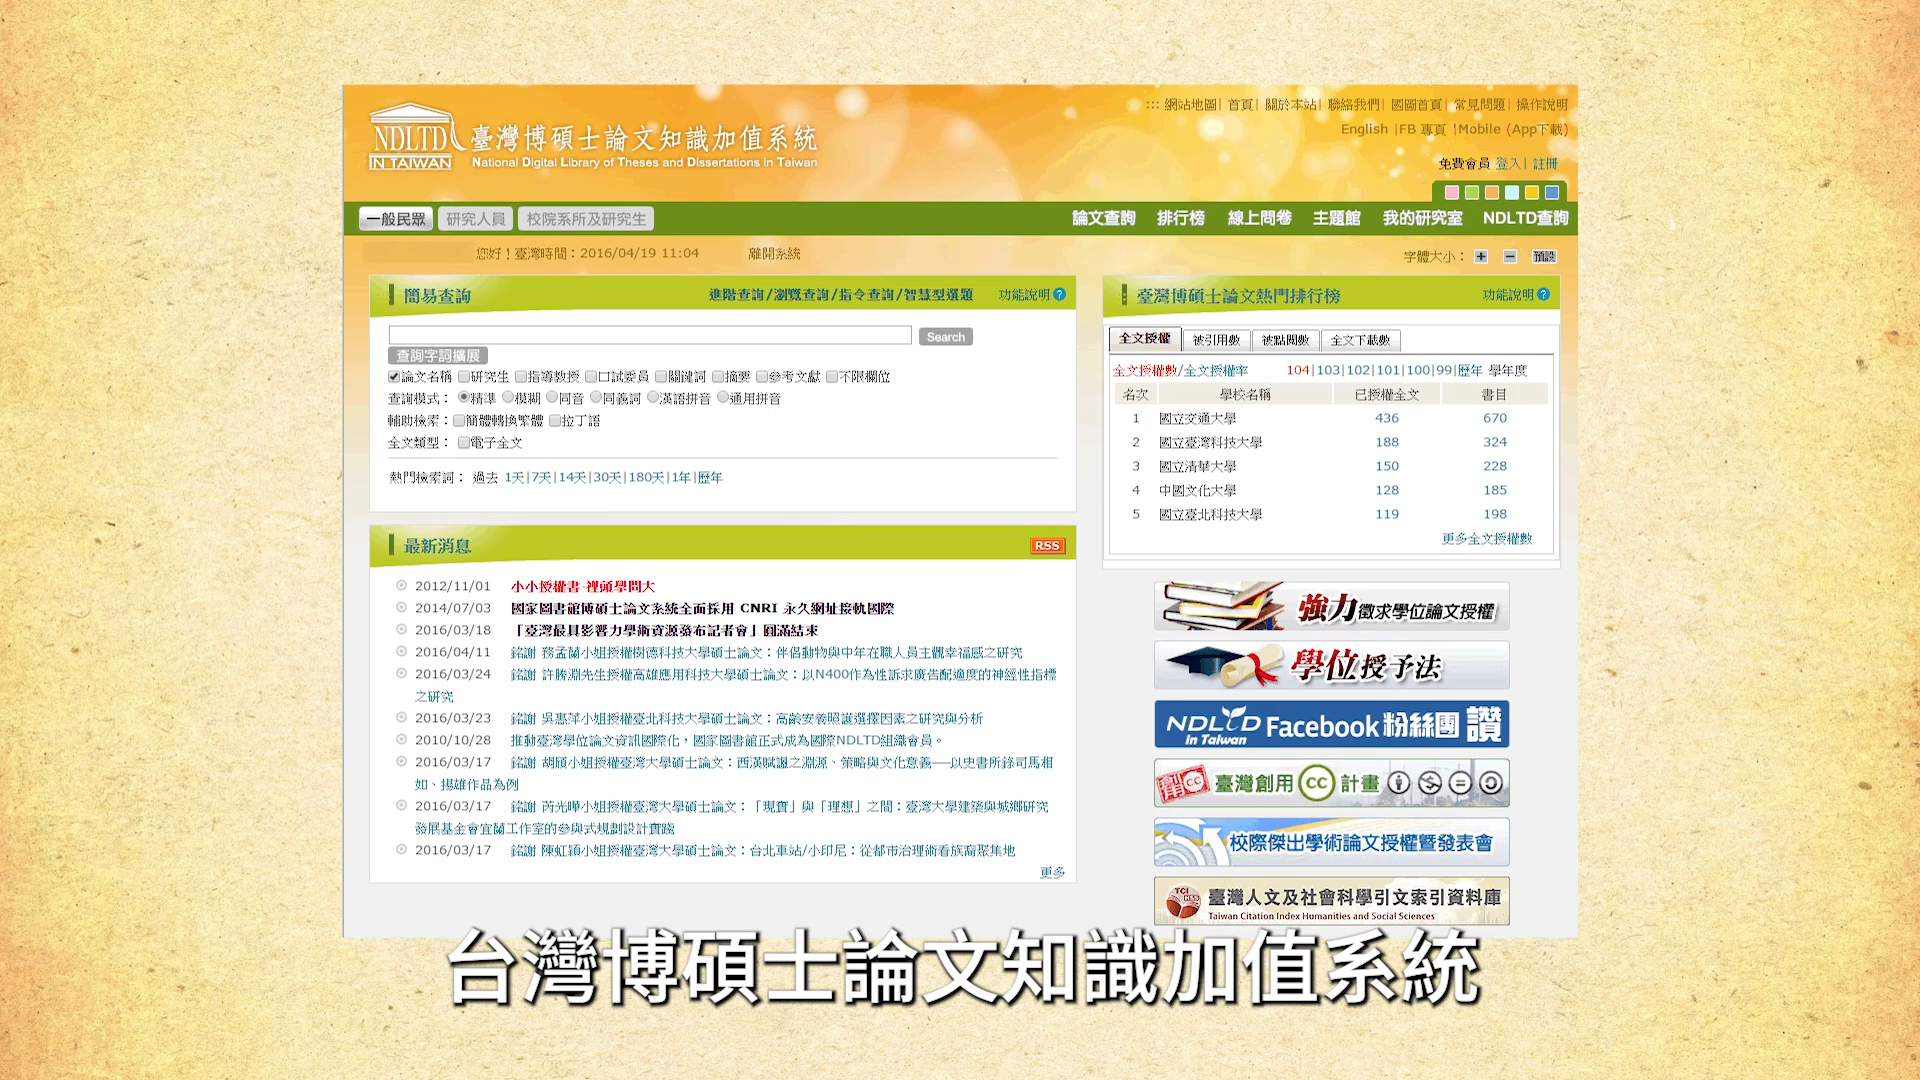 :::網站地圖| 首頁| 關於本站| 聯絡我們| 國圖首頁| 常見問題| 操作說明
English |FB 專頁 |Mobile (App下載)
NDLTD
IN TAIWAN
臺灣博碩士論文知識加值系統
National Digital Library of Theses and Dissertations in Taiwan
免費會員 登入| 註冊
一般民眾 研究人員 校院系所及研究生
論文查詢 排行榜 線上問卷 主題館 我的研究室 NDLTD查詢
您好！臺灣時間：2016/04/19 11:04 離開系統
字體大小： + − 預設
簡易查詢 進階查詢/瀏覽查詢/指令查詢/智慧型選題 功能說明?
Search
查詢字詞擴展
論文名稱 研究生 指導教授 口試委員 關鍵詞 摘要 參考文獻 不限欄位
查詢模式： 精準 模糊 同音 同義詞 漢語拼音 通用拼音
輔助檢索： 簡體轉換繁體 拉丁語
全文類型： 電子全文
熱門檢索詞： 過去 1天|7天|14天|30天|180天|1年|歷年
最新消息 RSS
2012/11/01 小小授權書-裡頭學問大
2014/07/03 國家圖書館博碩士論文系統全面採用 CNRI 永久網址接軌國際
2016/03/18 「臺灣最具影響力學術資源發布記者會」圓滿結束
2016/04/11 銘謝 務孟蘭小姐授權樹德科技大學碩士論文：伴侶動物與中年在職人員主觀幸福感之研究
2016/03/24 銘謝 許勝淵先生授權高雄應用科技大學碩士論文：以N400作為性訴求廣告配適度的神經性指標
之研究
2016/03/23 銘謝 吳惠萍小姐授權臺北科技大學碩士論文：高齡安養照護選擇因素之研究與分析
2010/10/28 推動臺灣學位論文資訊國際化，國家圖書館正式成為國際NDLTD組織會員。
2016/03/17 銘謝 胡頎小姐授權臺灣大學碩士論文：西漢賦諷之淵源、策略與文化意義──以史書所錄司馬相
如、揚雄作品為例
2016/03/17 銘謝 芮光曄小姐授權臺灣大學碩士論文：「現實」與「理想」之間：臺灣大學建築與城鄉研究
發展基金會宜蘭工作室的參與式規劃設計實踐
2016/03/17 銘謝 陳虹穎小姐授權臺灣大學碩士論文：台北車站/小印尼：從都市治理術看族裔聚集地
更多
臺灣博碩士論文熱門排行榜 功能說明?
全文授權 被引用數 被點閱數 全文下載數
全文授權數/全文授權率 104|103|102|101|100|99|歷年 學年度
名次 學校名稱 已授權全文 書目
1 國立交通大學 436 670
2 國立臺灣科技大學 188 324
3 國立清華大學 150 228
4 中國文化大學 128 185
5 國立臺北科技大學 119 198
更多全文授權數
強力徵求學位論文授權
學位授予法
NDLTD in Taiwan Facebook 粉絲團 讚
創 CC 臺灣創用 CC 計畫
校際傑出學術論文授權暨發表會
TCI HSS 臺灣人文及社會科學引文索引資料庫
Taiwan Citation Index Humanities and Social Sciences
台灣博碩士論文知識加值系統